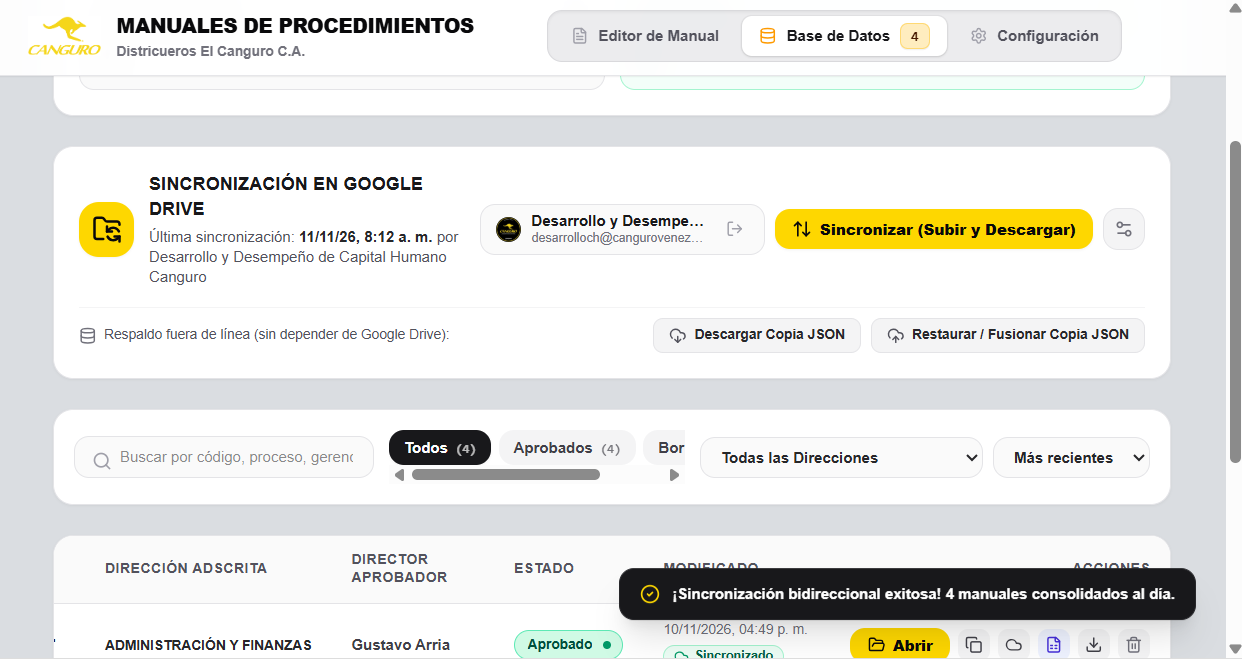 CANGURO
MANUALES DE PROCEDIMIENTOS
Districueros El Canguro C.A.
Editor de Manual
Base de Datos 4
Configuración
SINCRONIZACIÓN EN GOOGLE
DRIVE
Última sincronización: 11/11/26, 8:12 a. m. por
Desarrollo y Desempeño de Capital Humano
Canguro
Desarrollo y Desempe...
desarrolloch@cangurovenez...
Sincronizar (Subir y Descargar)
Respaldo fuera de línea (sin depender de Google Drive):
Descargar Copia JSON
Restaurar / Fusionar Copia JSON
Buscar por código, proceso, gerenc
Todos (4)
Aprobados (4)
Bor
Todas las Direcciones
Más recientes
DIRECCIÓN ADSCRITA
DIRECTOR
APROBADOR
ESTADO
MODIFICADO
ACCIONES
¡Sincronización bidireccional exitosa! 4 manuales consolidados al día.
ADMINISTRACIÓN Y FINANZAS
Gustavo Arria
Aprobado
10/11/2026, 04:49 p. m.
Sincronizado
Abrir